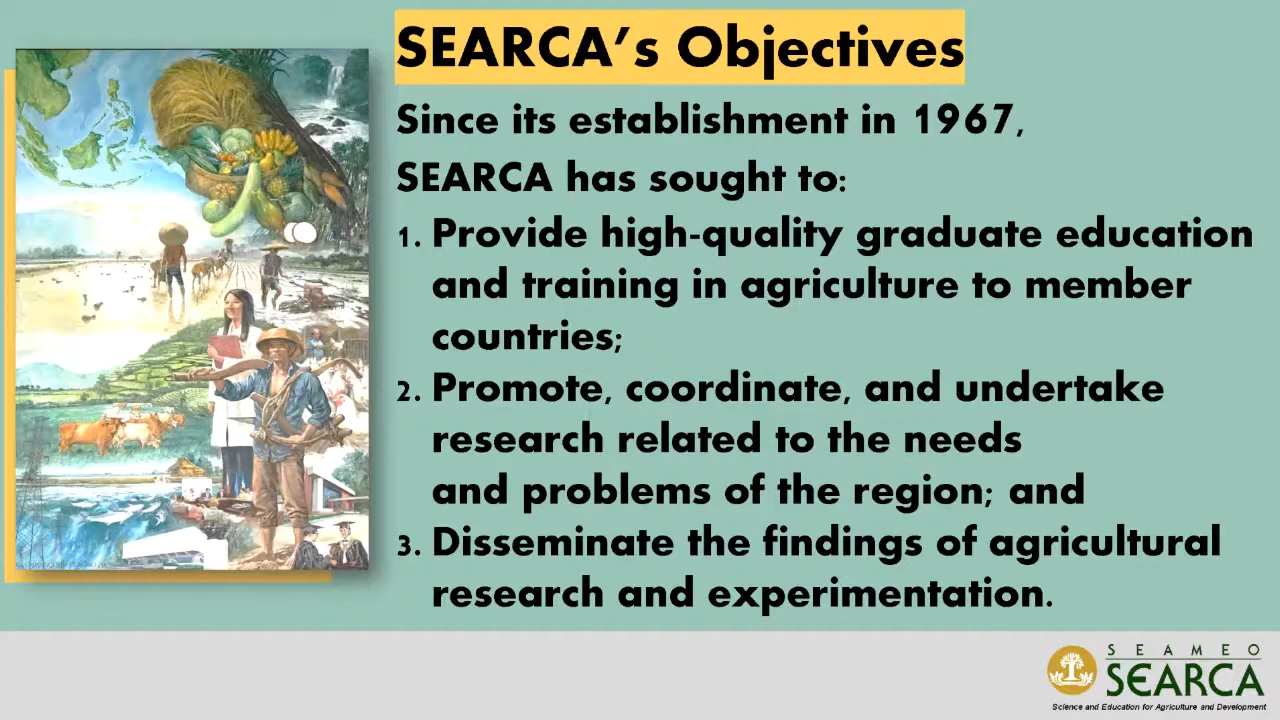 SEARCA's Objectives
Since its establishment in 1967,
SEARCA has sought to:
1. Provide high-quality graduate education
and training in agriculture to member
countries;
2. Promote, coordinate, and undertake
research related to the needs
and problems of the region; and
3. Disseminate the findings of agricultural
research and experimentation.
SEAMEO
SEARCA
Science and Education for Agriculture and Development